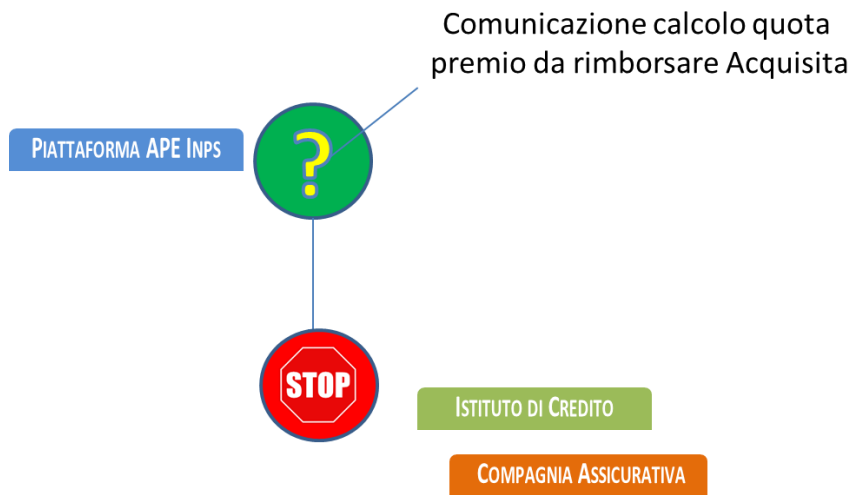 Comunicazione calcolo quota
premio da rimborsare Acquisita
?
PIATTAFORMA APE INPS
STOP
ISTITUTO DI CREDITO
COMPAGNIA ASSICURATIVA